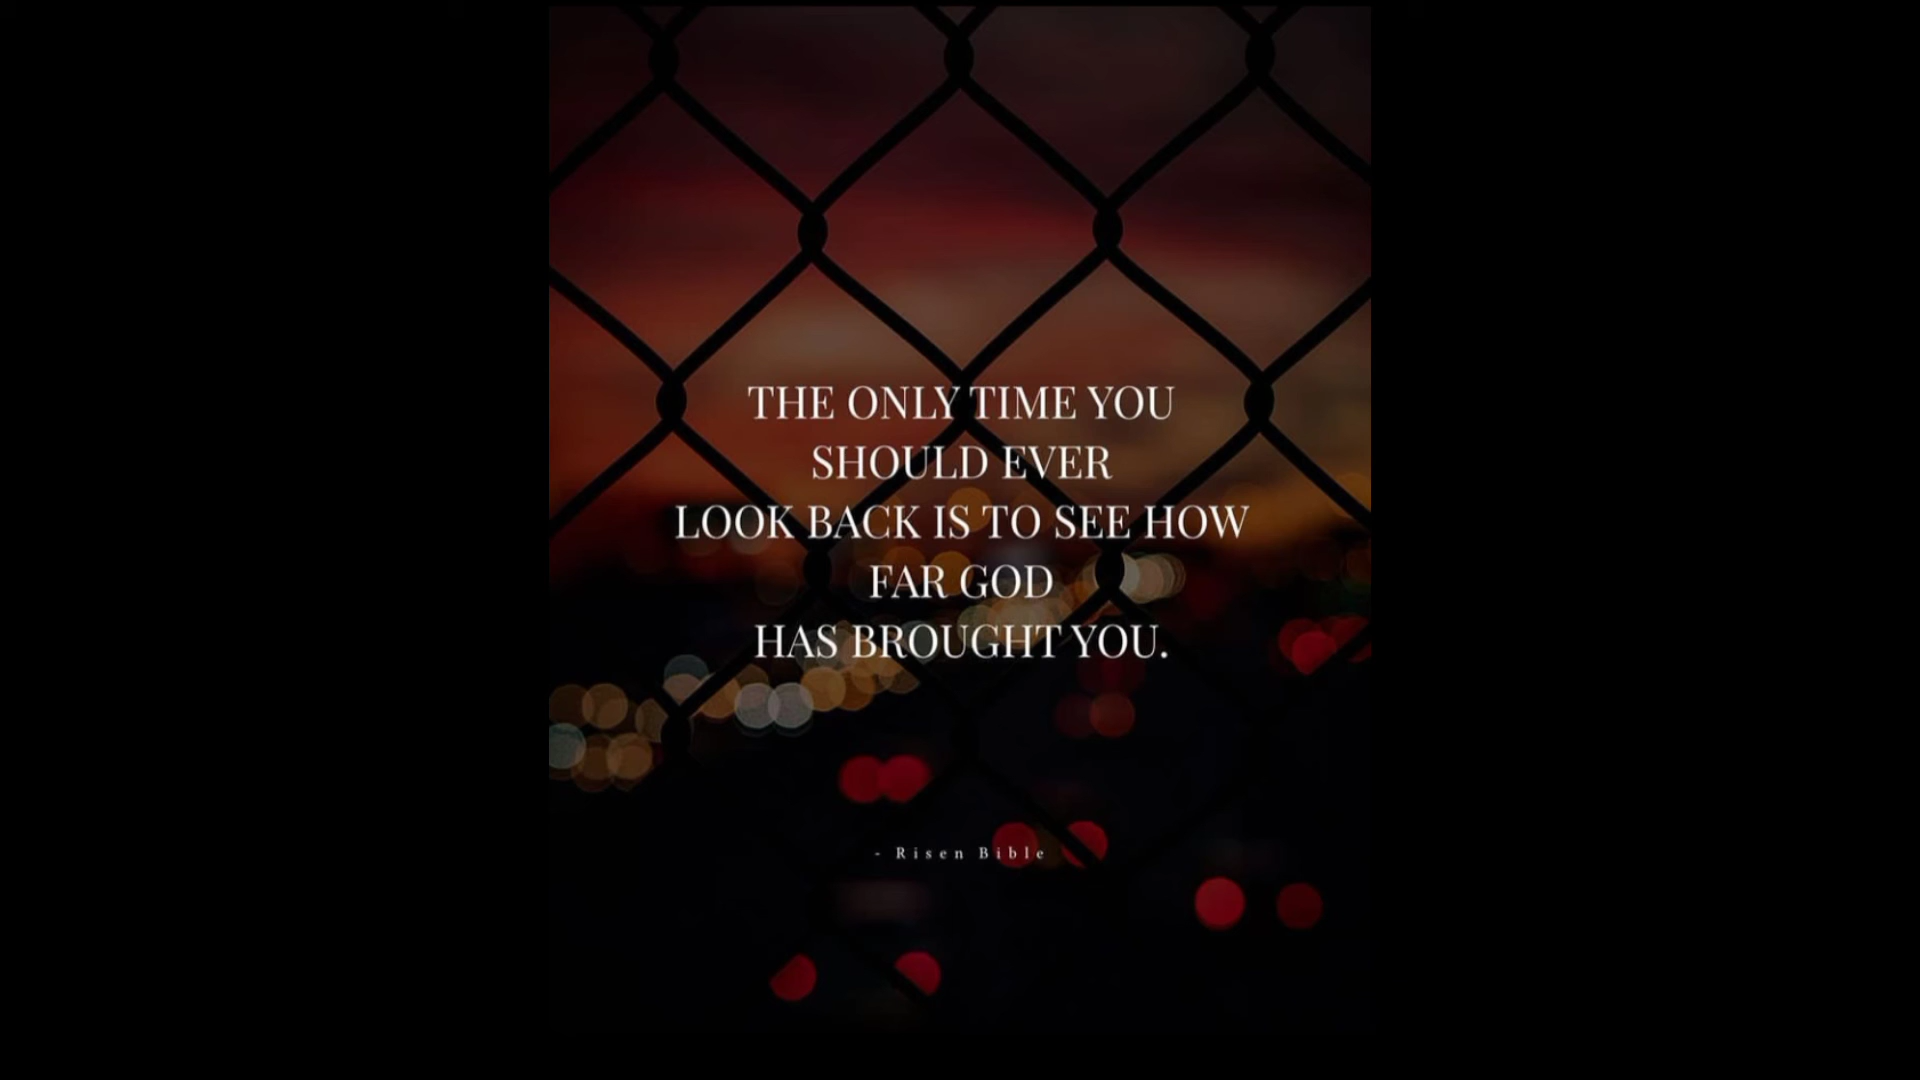 THE ONLY TIME YOU
SHOULD EVER
LOOK BACK IS TO SEE HOW
FAR GOD
HAS BROUGHT YOU.
- Risen Bible